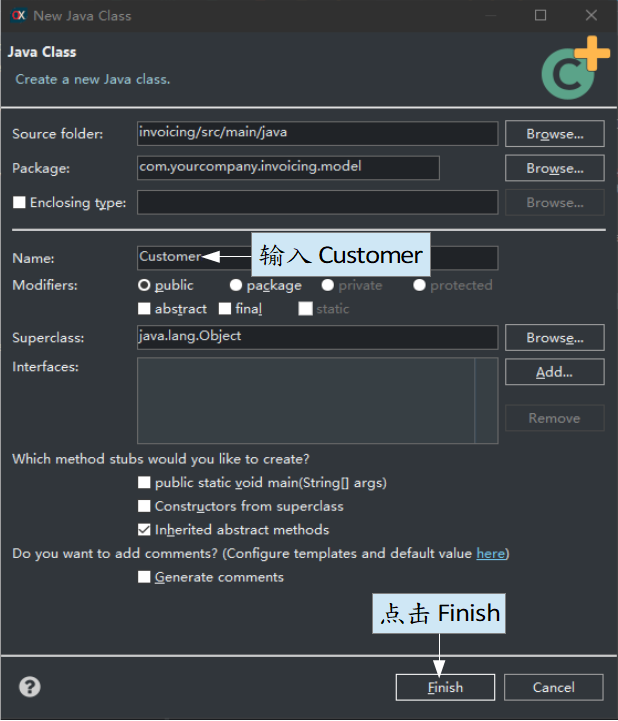 OX New Java Class
Java Class
Create a new Java class.
Source folder: invoicing/src/main/java Browse...
Package: com.yourcompany.invoicing.model Browse...
Enclosing type: Browse...
Name: Customer 输入 Customer
Modifiers: public package private protected
abstract final static
Superclass: java.lang.Object Browse...
Interfaces: Add...
Remove
Which method stubs would you like to create?
public static void main(String[] args)
Constructors from superclass
Inherited abstract methods
Do you want to add comments? (Configure templates and default value here)
Generate comments
点击 Finish
? Finish Cancel